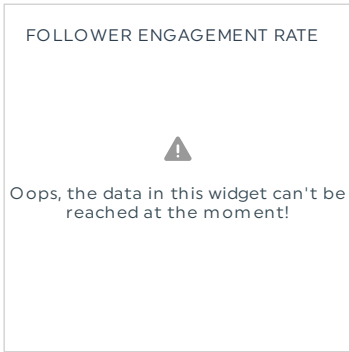 FOLLOWER ENGAGEMENT RATE
Oops, the data in this widget can't be
reached at the moment!